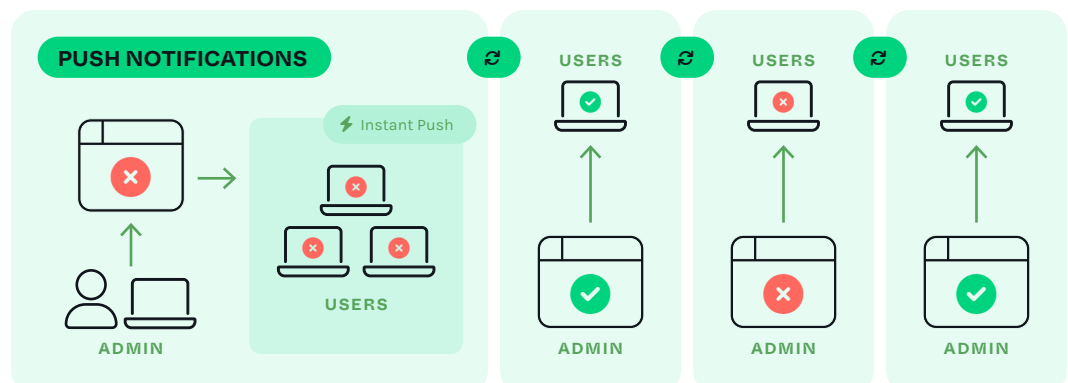 PUSH NOTIFICATIONS
Instant Push
USERS
ADMIN
USERS
ADMIN
USERS
ADMIN
USERS
ADMIN